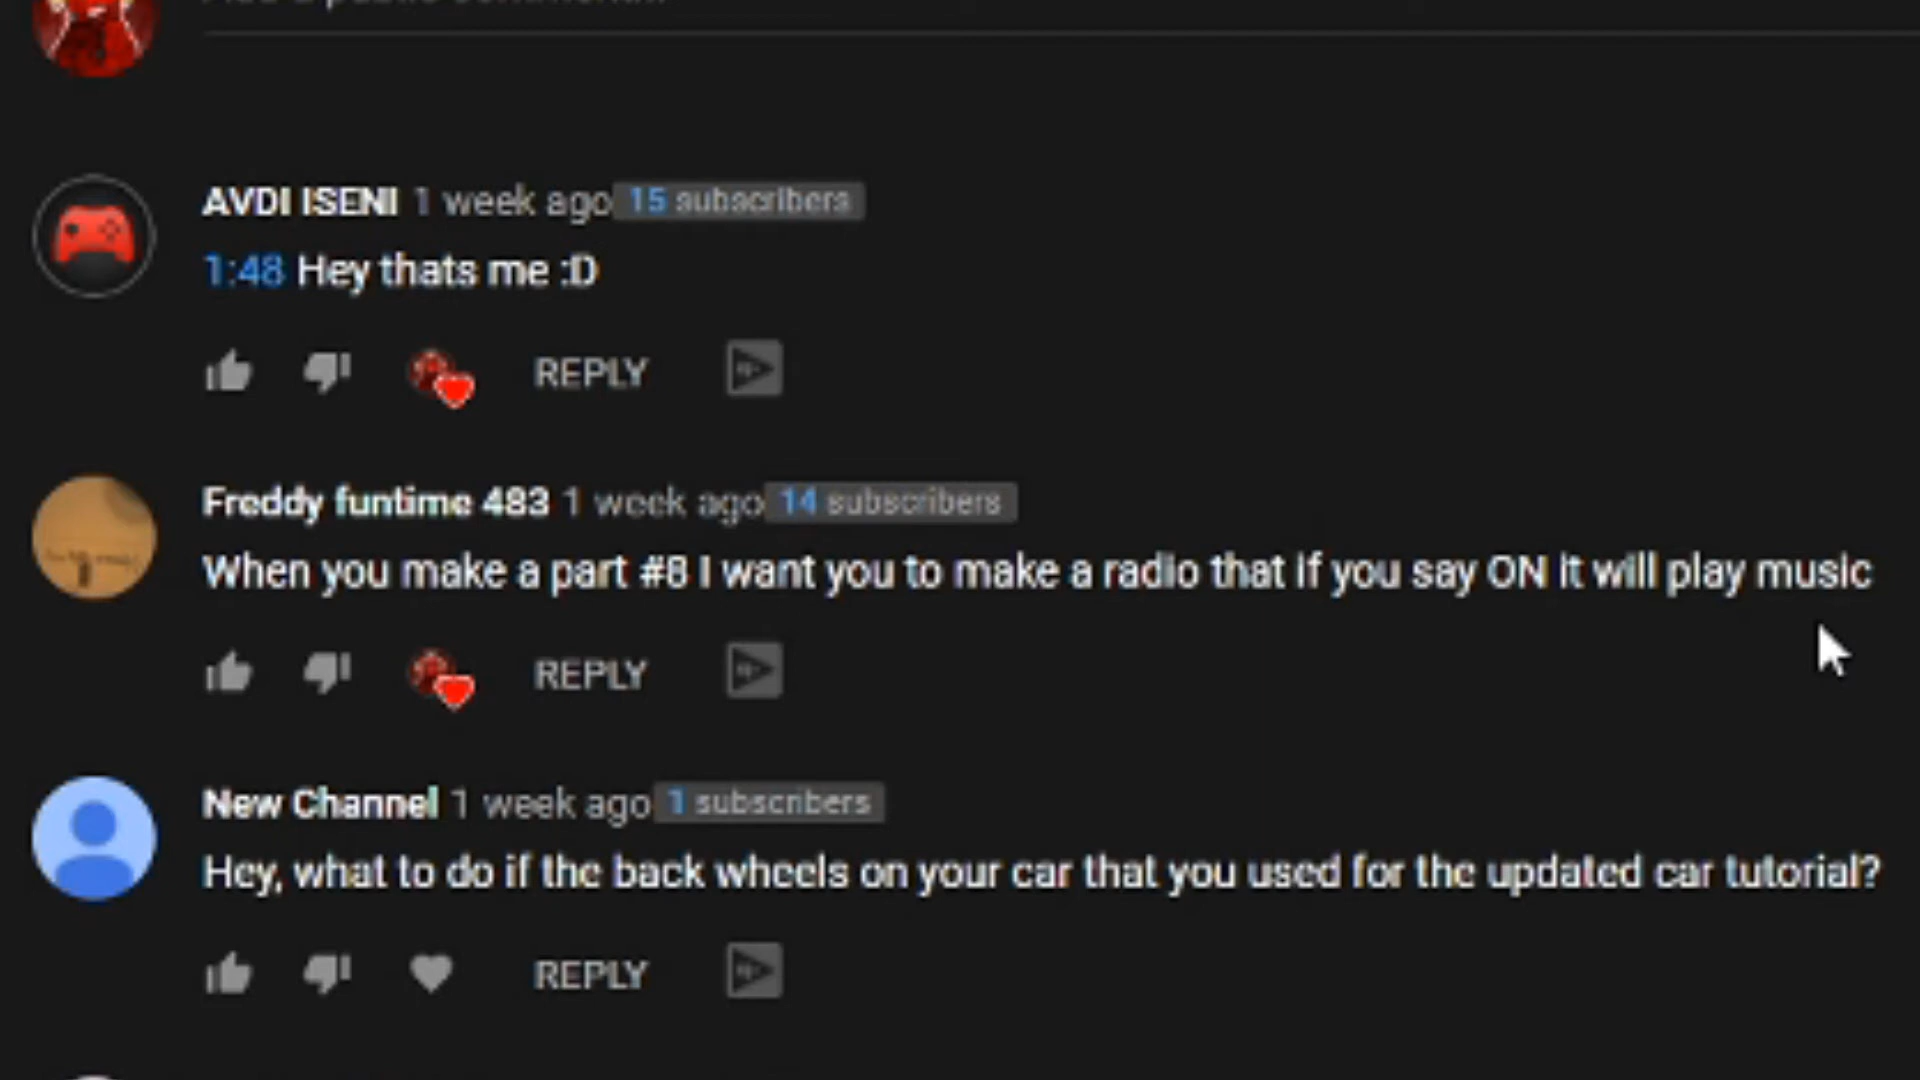 AVDI ISENI 1 week ago 15 subscribers
1:48 Hey thats me :D
REPLY
Freddy funtime 483 1 week ago 14 subscribers
When you make a part #8 I want you to make a radio that if you say ON it will play music
REPLY
New Channel 1 week ago 1 subscribers
Hey, what to do if the back wheels on your car that you used for the updated car tutorial?
REPLY